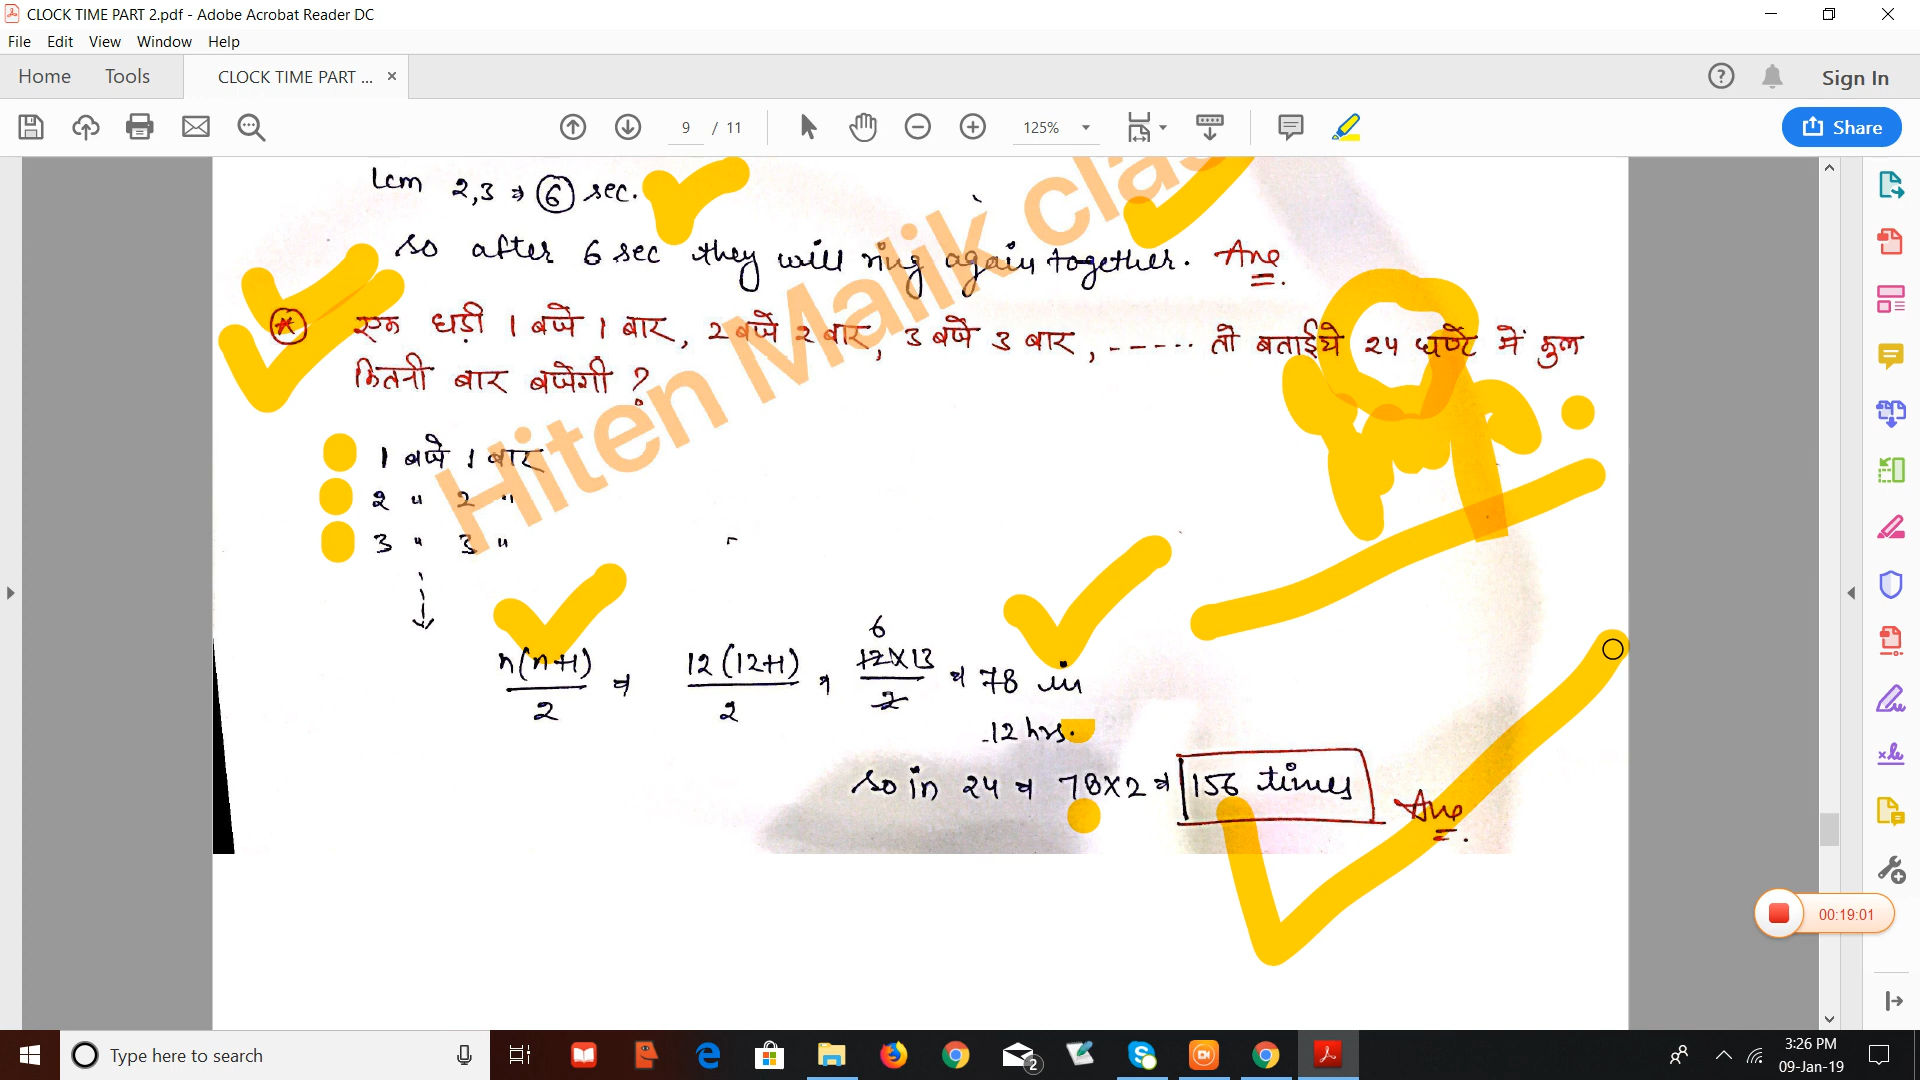 CLOCK TIME PART 2.pdf - Adobe Acrobat Reader DC
File Edit View Window Help
Home Tools CLOCK TIME PART ... × Sign In
9 / 11 125% Share
Lcm 2,3 ⇒ 6 sec.
so after 6 sec they will ring again together. Ans
एक घड़ी 1 बजे 1 बार, 2 बजे 2 बार, 3 बजे 3 बार, ----- तो बताईये 24 घण्टे में कुल
कितनी बार बजेगी ?
1 बजे 1 बार
2 " 2 "
3 " 3 "
n(n+1)/2 ⇒ 12(12+1)/2 ⇒ 6 12×13/2 ⇒ 78 in
12 hrs.
so in 24 ⇒ 78×2 ⇒ 156 times Ans
Hiten Malik clas
00:19:01
Type here to search
2
3:26 PM
09-Jan-19